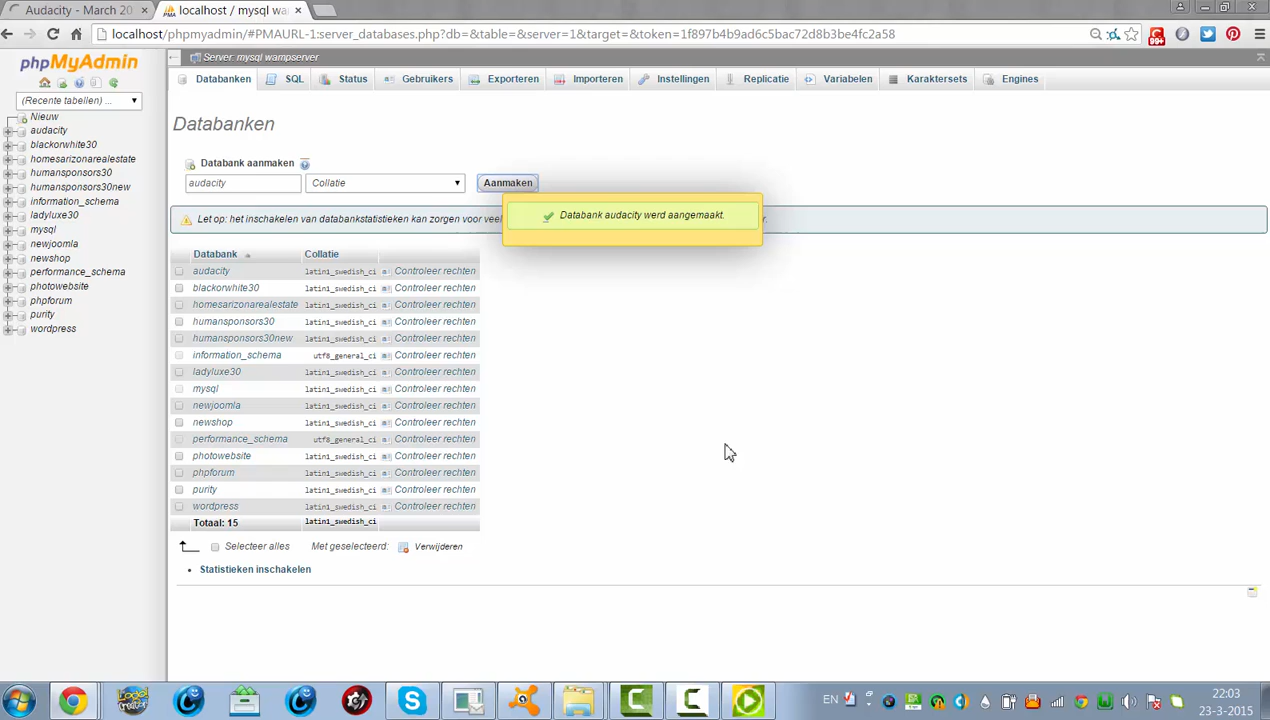 Audacity - March 20
localhost / mysql wa
localhost/phpmyadmin/#PMAURL-1:server_databases.php?db=&table=&server=1&target=&token=1f897b4b9ad6c5bac72d8b3be4fc2a58
99+
phpMyAdmin
(Recente tabellen) ...
Nieuw
audacity
blackorwhite30
homesarizonarealestate
humansponsors30
humansponsors30new
information_schema
ladyluxe30
mysql
newjoomla
newshop
performance_schema
photowebsite
phpforum
purity
wordpress
Server: mysql wampserver
Databanken SQL Status Gebruikers Exporteren Importeren Instellingen Replicatie Variabelen Karaktersets Engines
Databanken
Databank aanmaken
audacity Collatie Aanmaken
Databank audacity werd aangemaakt.
Let op: het inschakelen van databankstatistieken kan zorgen voor veel r.
Databank Collatie
audacity latin1_swedish_ci Controleer rechten
blackorwhite30 latin1_swedish_ci Controleer rechten
homesarizonarealestate latin1_swedish_ci Controleer rechten
humansponsors30 latin1_swedish_ci Controleer rechten
humansponsors30new latin1_swedish_ci Controleer rechten
information_schema utf8_general_ci Controleer rechten
ladyluxe30 latin1_swedish_ci Controleer rechten
mysql latin1_swedish_ci Controleer rechten
newjoomla latin1_swedish_ci Controleer rechten
newshop latin1_swedish_ci Controleer rechten
performance_schema utf8_general_ci Controleer rechten
photowebsite latin1_swedish_ci Controleer rechten
phpforum latin1_swedish_ci Controleer rechten
purity latin1_swedish_ci Controleer rechten
wordpress latin1_swedish_ci Controleer rechten
Totaal: 15 latin1_swedish_ci
Selecteer alles Met geselecteerd: Verwijderen
Statistieken inschakelen
EN
22:03
23-3-2015